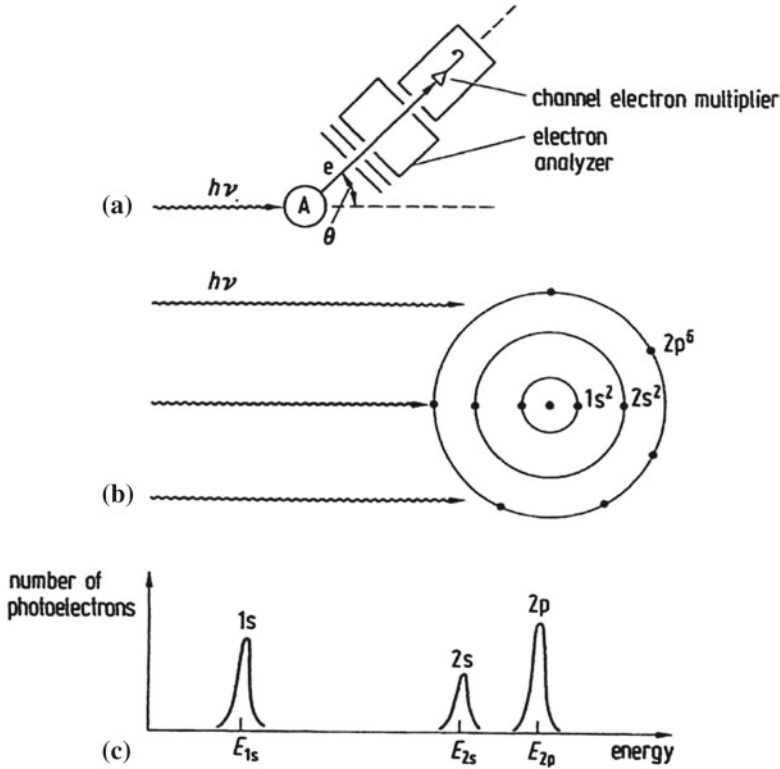 channel electron multiplier
electron
analyzer
e
(a)
hν
A
θ
hν
2p⁶
1s²
2s²
(b)
number of
photoelectrons
1s
2s
2p
(c)
E₁ₛ
E₂ₛ
E₂ₚ
energy